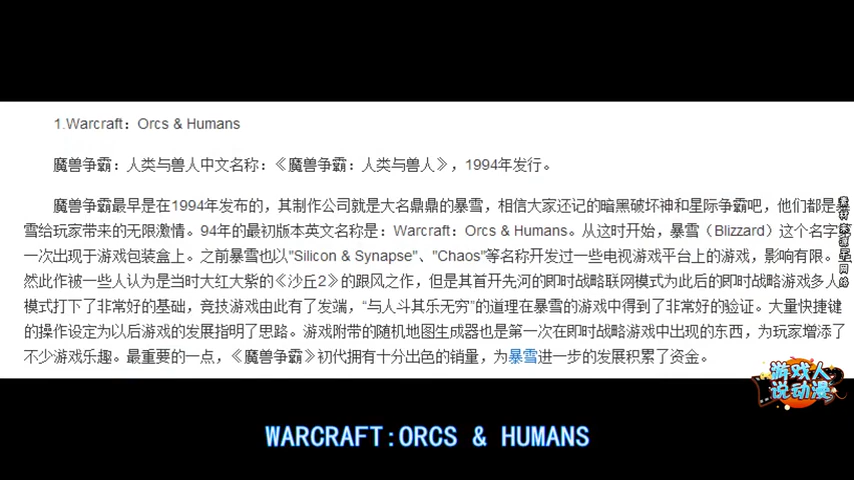 1.Warcraft：Orcs & Humans
魔兽争霸：人类与兽人中文名称：《魔兽争霸：人类与兽人》，1994年发行。
魔兽争霸最早是在1994年发布的，其制作公司就是大名鼎鼎的暴雪，相信大家还记的暗黑破坏神和星际争霸吧，他们都是暴
雪给玩家带来的无限激情。94年的最初版本英文名称是：Warcraft：Orcs & Humans。从这时开始，暴雪（Blizzard）这个名字
一次出现于游戏包装盒上。之前暴雪也以"Silicon & Synapse"、"Chaos"等名称开发过一些电视游戏平台上的游戏，影响有限。
然此作被一些人认为是当时大红大紫的《沙丘2》的跟风之作，但是其首开先河的即时战略联网模式为此后的即时战略游戏多人
模式打下了非常好的基础，竞技游戏由此有了发端，“与人斗其乐无穷”的道理在暴雪的游戏中得到了非常好的验证。大量快捷键
的操作设定为以后游戏的发展指明了思路。游戏附带的随机地图生成器也是第一次在即时战略游戏中出现的东西，为玩家增添了
不少游戏乐趣。最重要的一点，《魔兽争霸》初代拥有十分出色的销量，为暴雪进一步的发展积累了资金。
素材来源于网络
游戏人
说动漫
WARCRAFT:ORCS & HUMANS